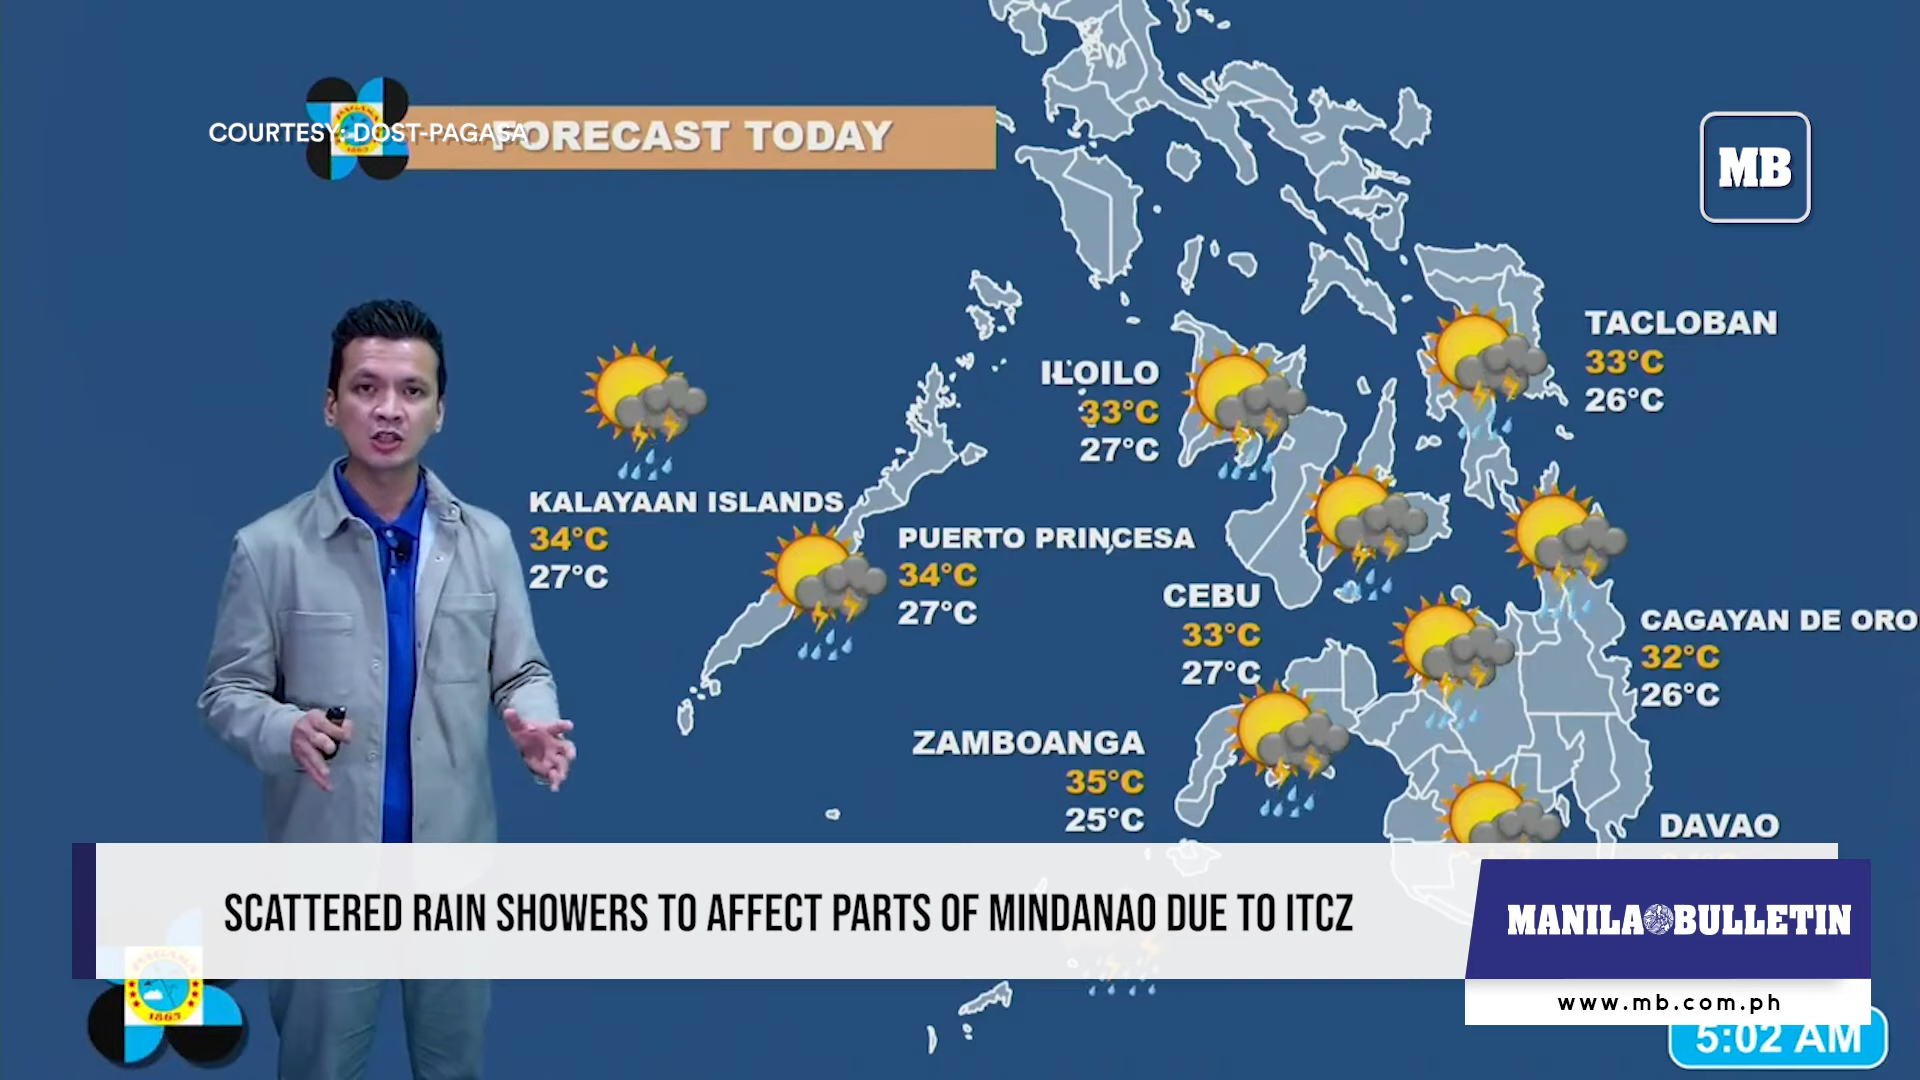 COURTESY: DOST-PAGASA
FORECAST TODAY
MB
TACLOBAN
33°C
26°C
ILOILO
33°C
27°C
KALAYAAN ISLANDS
34°C
27°C
PUERTO PRINCESA
34°C
27°C
CEBU
33°C
27°C
CAGAYAN DE ORO
32°C
26°C
ZAMBOANGA
35°C
25°C
DAVAO
SCATTERED RAIN SHOWERS TO AFFECT PARTS OF MINDANAO DUE TO ITCZ
MANILA BULLETIN
www.mb.com.ph
PAGASA
1865
5:02 AM